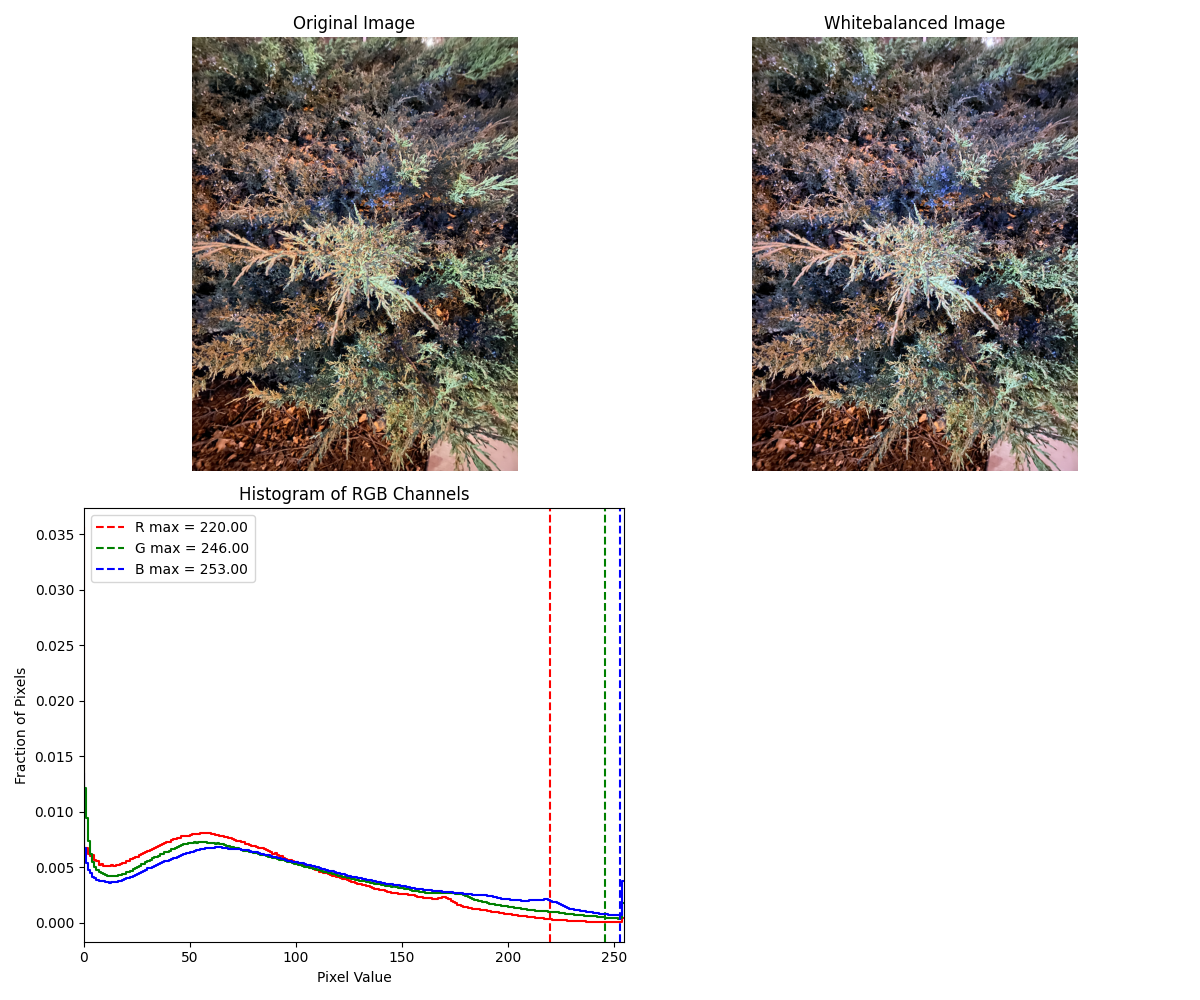 Original Image
Whitebalanced Image
Histogram of RGB Channels
R max = 220.00
G max = 246.00
B max = 253.00
0.035
0.030
0.025
0.020
0.015
0.010
0.005
0.000
Fraction of Pixels
0 50 100 150 200 250
Pixel Value